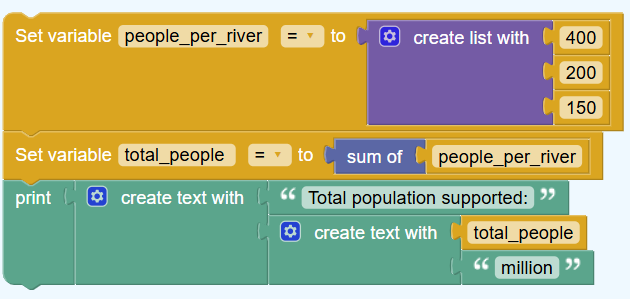 Set variable people_per_river = to create list with 400
200
150
Set variable total_people = to sum of people_per_river
print create text with “ Total population supported: ”
create text with total_people
“ million ”